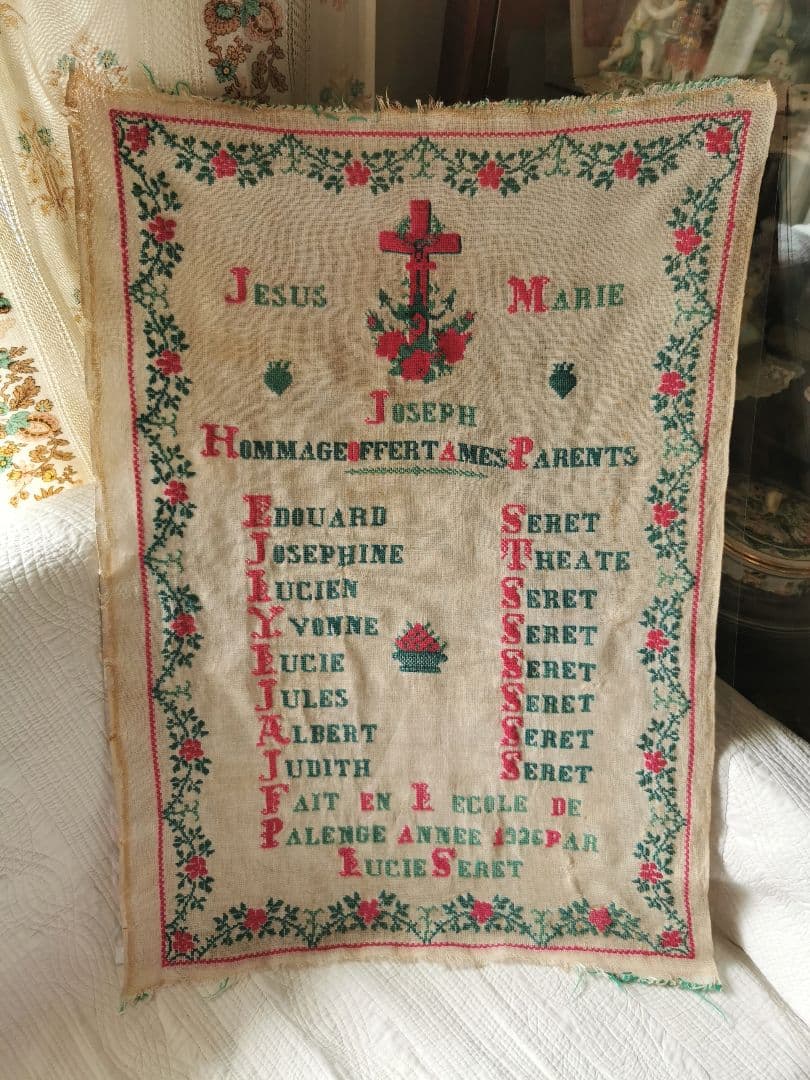 JESUS MARIE
JOSEPH
HOMMAGE OFFERT A MES PARENTS
EDOUARD SERET
JOSEPHINE THEATE
LUCIEN SERET
YVONNE SERET
LUCIE SERET
JULES SERET
ALBERT SERET
JUDITH SERET
FAIT EN L ECOLE DE
PALENGE ANNEE 1926 PAR
LUCIE SERET